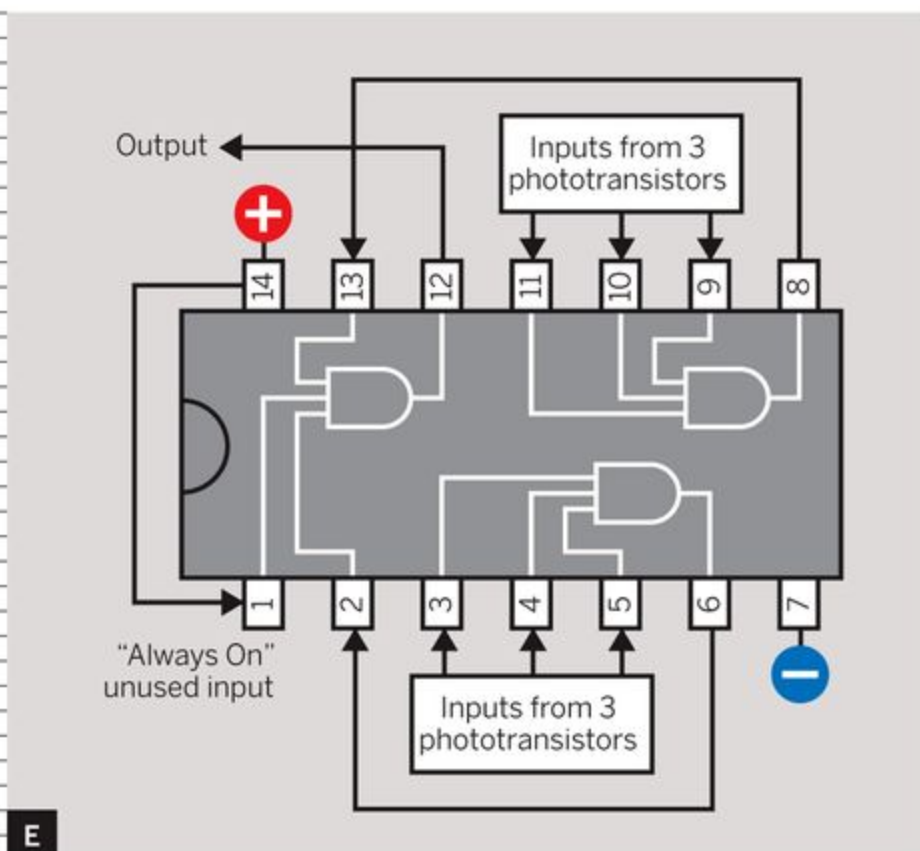 Output
Inputs from 3
phototransistors
+
14
13
12
11
10
9
8
1
2
3
4
5
6
7
“Always On”
unused input
Inputs from 3
phototransistors
−
E